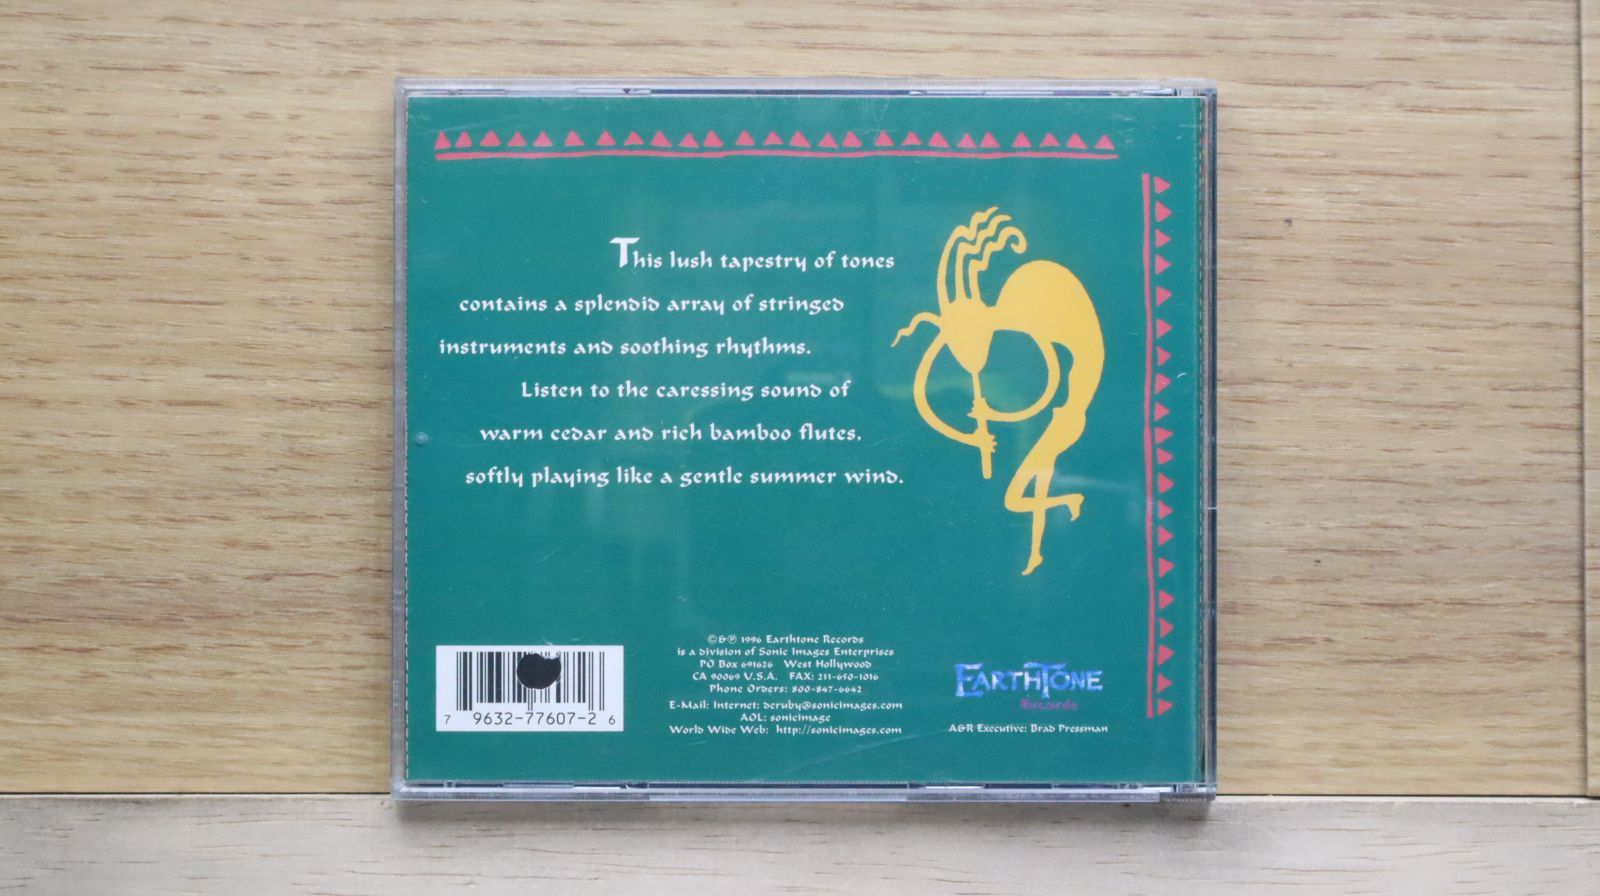 This lush tapestry of tones
contains a splendid array of stringed
instruments and soothing rhythms.
Listen to the caressing sound of
warm cedar and rich bamboo flutes,
softly playing like a gentle summer wind.
7 9632-77607-2 6
©&℗ 1996 Earthtone Records
is a division of Sonic Images Enterprises
PO Box 691626 West Hollywood
CA 90069 U.S.A. FAX: 213-650-1016
Phone Orders: 800-847-6642
E-Mail: Internet: deruby@sonicimages.com
AOL: sonicimage
World Wide Web: http://sonicimages.com
EARTHTONE
Records
A&R Executive: Brad Pressman